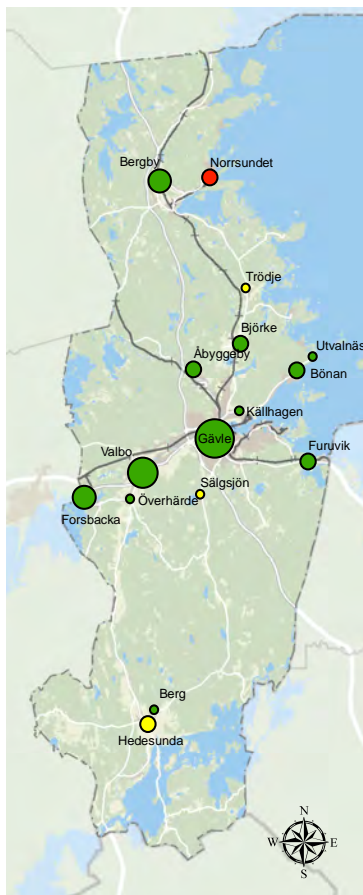 Norrsundet
Bergby
Trödje
Björke
Utvalnäs
Åbyggeby
Bönan
Källhagen
Gävle
Furuvik
Valbo
Sälgsjön
Överhärde
Forsbacka
Berg
Hedesunda
N
W E
S